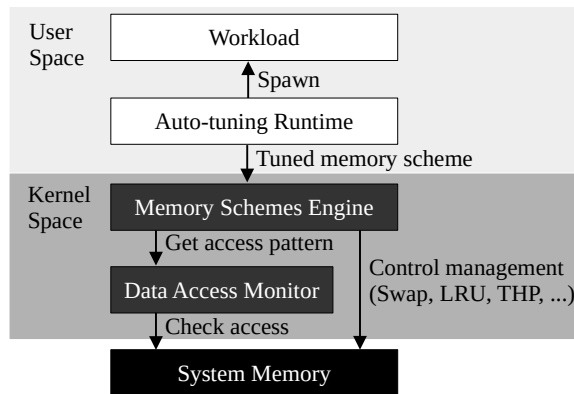 User
Space
Workload
Spawn
Auto-tuning Runtime
Tuned memory scheme
Kernel
Space
Memory Schemes Engine
Get access pattern
Control management
(Swap, LRU, THP, ...)
Data Access Monitor
Check access
System Memory